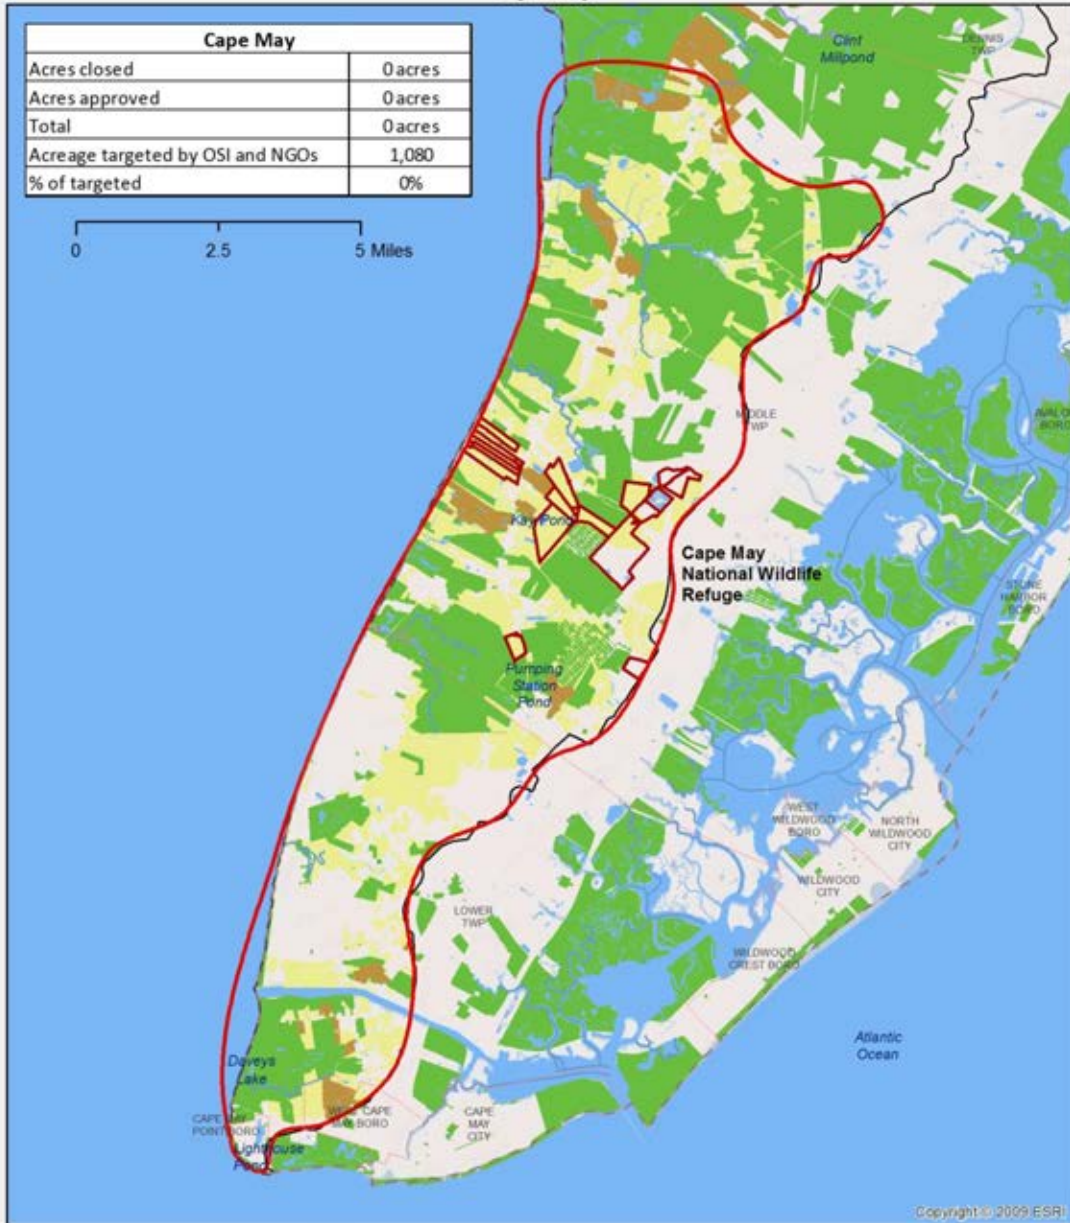 Cape May
Acres closed 0 acres
Acres approved 0 acres
Total 0 acres
Acreage targeted by OSI and NGOs 1,080
% of targeted 0%
0 2.5 5 Miles
Clint
Millpond
DENNIS
TWP
MIDDLE
TWP
AVALON
BORO
Kay Pond
Cape May
National Wildlife
Refuge
STONE
HARBOR
BORO
Pumping
Station
Pond
WEST
WILDWOOD
BORO
NORTH
WILDWOOD
CITY
WILDWOOD
CITY
LOWER
TWP
WILDWOOD
CREST BORO
Atlantic
Ocean
Daveys
Lake
CAPE MAY
POINT BORO
WEST CAPE
MAY BORO
CAPE
MAY
CITY
Lighthouse
Pond
Copyright:© 2009 ESRI